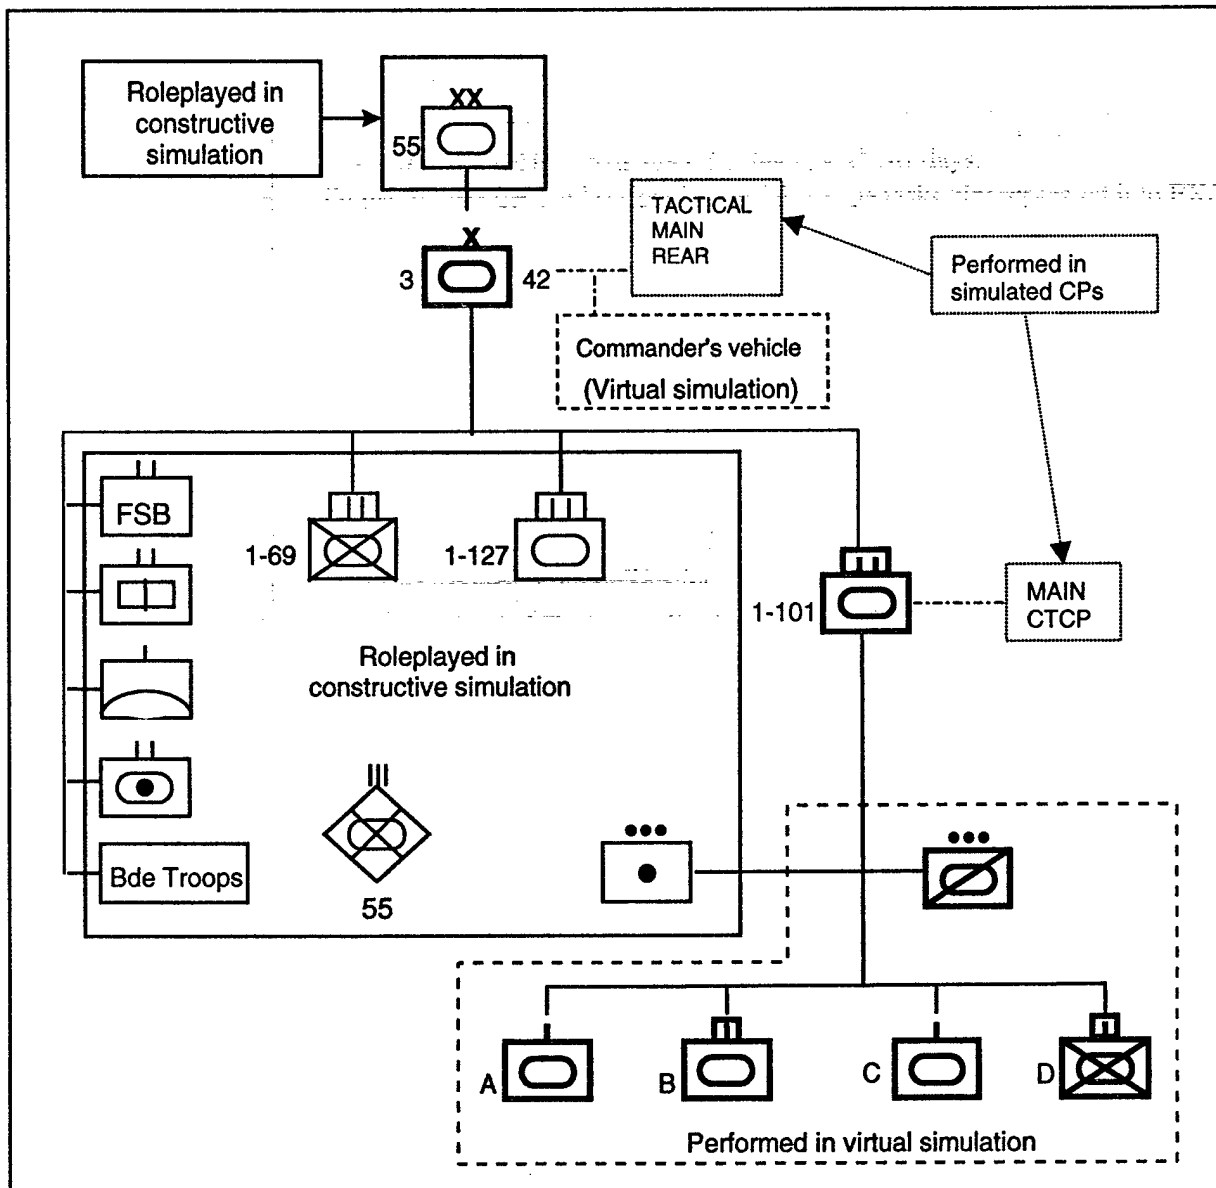 Roleplayed in
constructive
simulation
XX
55
X
3
42
TACTICAL
MAIN
REAR
Performed in
simulated CPs
Commander's vehicle
(Virtual simulation)
FSB
1-69
1-127
1-101
MAIN
CTCP
Roleplayed in
constructive simulation
Bde Troops
55
A
B
C
D
Performed in virtual simulation